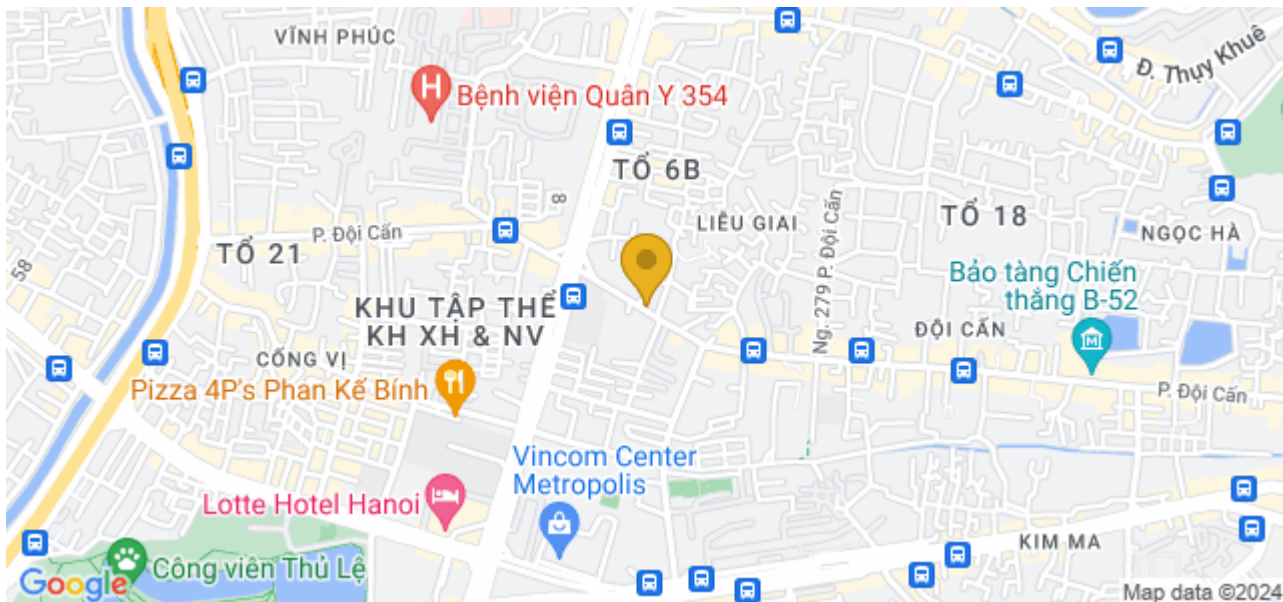 VĨNH PHÚC
Đ. Thụy Khuê
Bệnh viện Quân Y 354
TỔ 6B
8
LIỄU GIAI
Ng. 279 P. Đội Cấn
TỔ 18
NGỌC HÀ
P. Đội Cấn
TỔ 21
58
Bảo tàng Chiến
thắng B-52
KHU TẬP THỂ
KH XH & NV
CỐNG VỊ
ĐỘI CẤN
Pizza 4P's Phan Kế Bính
P. Đội Cấn
Vincom Center
Metropolis
Lotte Hotel Hanoi
KIM MA
Công viên Thủ Lệ
Google
Map data ©2024